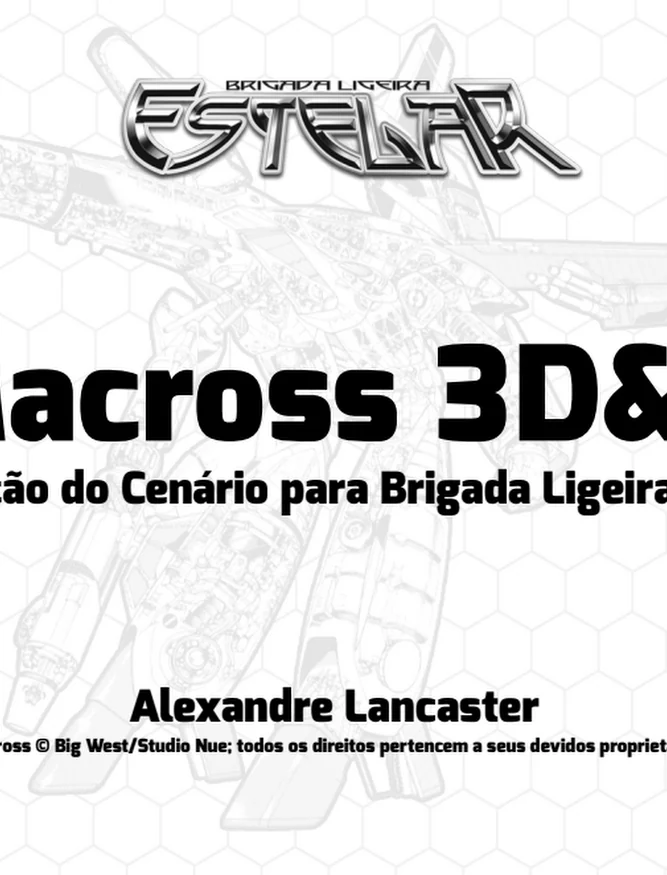 BRIGADA LIGEIRA
ESTELAR
across 3D&
ão do Cenário para Brigada Ligeira
Alexandre Lancaster
ross © Big West/Studio Nue; todos os direitos pertencem a seus devidos propriet